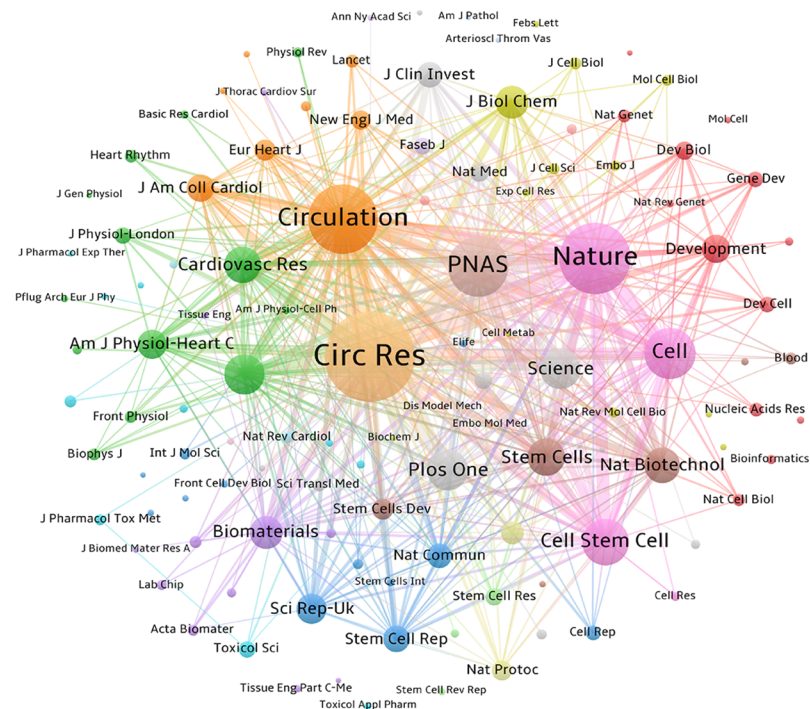 Ann Ny Acad Sci
Am J Pathol
Febs Lett
Arterioscl Throm Vas
Physiol Rev
Lancet
J Clin Invest
J Cell Biol
Mol Cell Biol
J Thorac Cardiov Sur
J Biol Chem
Basic Res Cardiol
New Engl J Med
Nat Genet
Mol Cell
Heart Rhythm
Eur Heart J
Faseb J
Dev Biol
Nat Med
J Cell Sci
Embo J
Gene Dev
J Gen Physiol
J Am Coll Cardiol
Exp Cell Res
Nat Rev Genet
Circulation
J Physiol-London
Development
J Pharmacol Exp Ther
Cardiovasc Res
PNAS
Nature
Pflug Arch Eur J Phy
Tissue Eng
Am J Physiol-Cell Ph
Dev Cell
Am J Physiol-Heart C
Circ Res
Elife
Cell Metab
Cell
Science
Blood
Front Physiol
Dis Model Mech
Embo Mol Med
Nat Rev Mol Cell Bio
Nucleic Acids Res
Biophys J
Int J Mol Sci
Nat Rev Cardiol
Biochem J
Plos One
Stem Cells
Nat Biotechnol
Bioinformatics
Front Cell Dev Biol
Sci Transl Med
Nat Cell Biol
J Pharmacol Tox Met
Stem Cells Dev
Biomaterials
Cell Stem Cell
J Biomed Mater Res A
Nat Commun
Lab Chip
Stem Cells Int
Stem Cell Res
Cell Res
Sci Rep-Uk
Acta Biomater
Stem Cell Rep
Cell Rep
Toxicol Sci
Nat Protoc
Tissue Eng Part C-Me
Stem Cell Rev Rep
Toxicol Appl Pharm